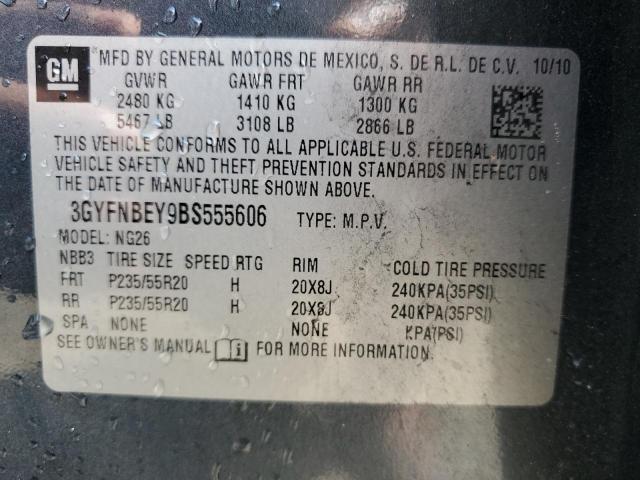 GM
MFD BY GENERAL MOTORS DE MEXICO, S. DE R.L. DE C.V. 10/10
GVWR GAWR FRT GAWR RR
2480 KG 1410 KG 1300 KG
5467 LB 3108 LB 2866 LB
THIS VEHICLE CONFORMS TO ALL APPLICABLE U.S. FEDERAL MOTOR
VEHICLE SAFETY AND THEFT PREVENTION STANDARDS IN EFFECT ON
THE DATE OF MANUFACTURE SHOWN ABOVE.
3GYFNBEY9BS555606 TYPE: M.P.V.
MODEL: NG26
NBB3 TIRE SIZE SPEED RTG RIM COLD TIRE PRESSURE
FRT P235/55R20 H 20X8J 240KPA(35PSI)
RR P235/55R20 H 20X8J 240KPA(35PSI)
SPA NONE NONE KPA(PSI)
SEE OWNER'S MANUAL FOR MORE INFORMATION.